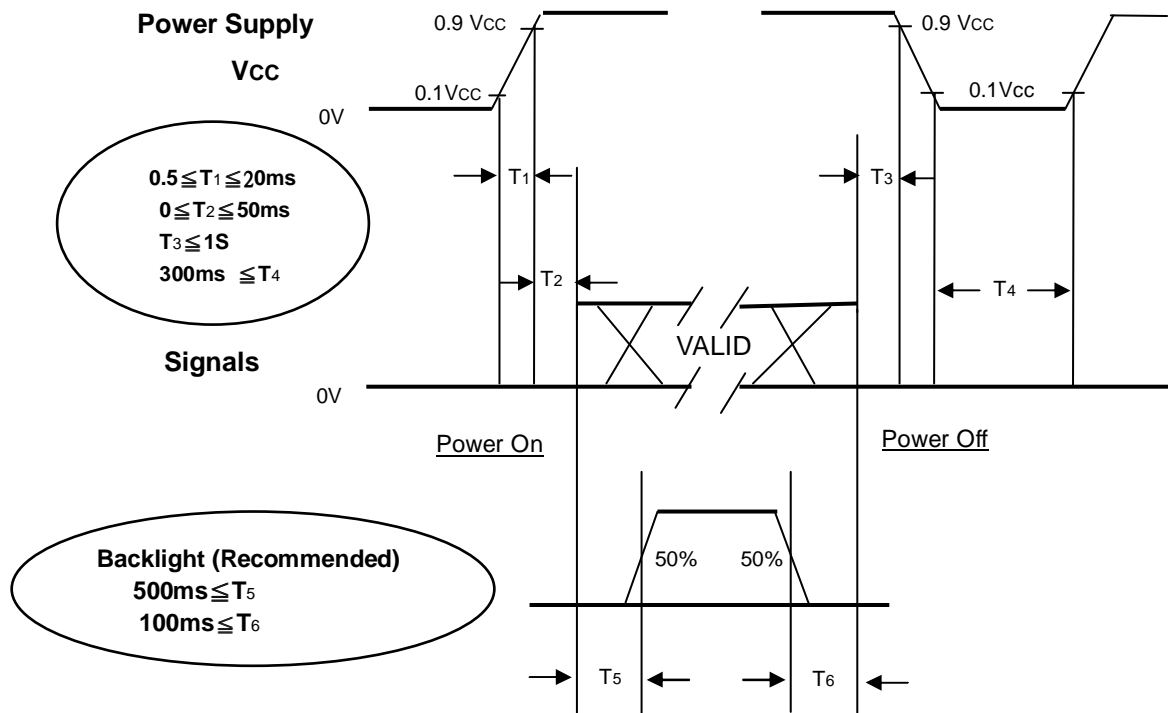 Power Supply
VCC
0.9 VCC
0.1VCC
0V
0.9 VCC
0.1Vcc
0.5≦T1≦20ms
0≦T2≦50ms
T3≦1S
300ms ≦T4
T1
T2
T3
T4
Signals
VALID
0V
Power On
Power Off
Backlight (Recommended)
500ms≦T5
100ms≦T6
50%
50%
T5
T6